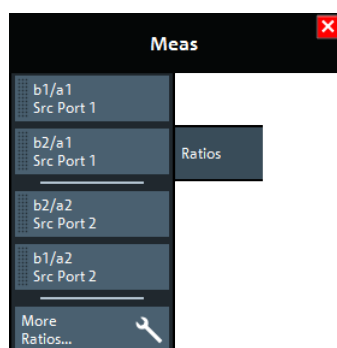 Meas
b1/a1
Src Port 1
b2/a1
Src Port 1
Ratios
b2/a2
Src Port 2
b1/a2
Src Port 2
More
Ratios...